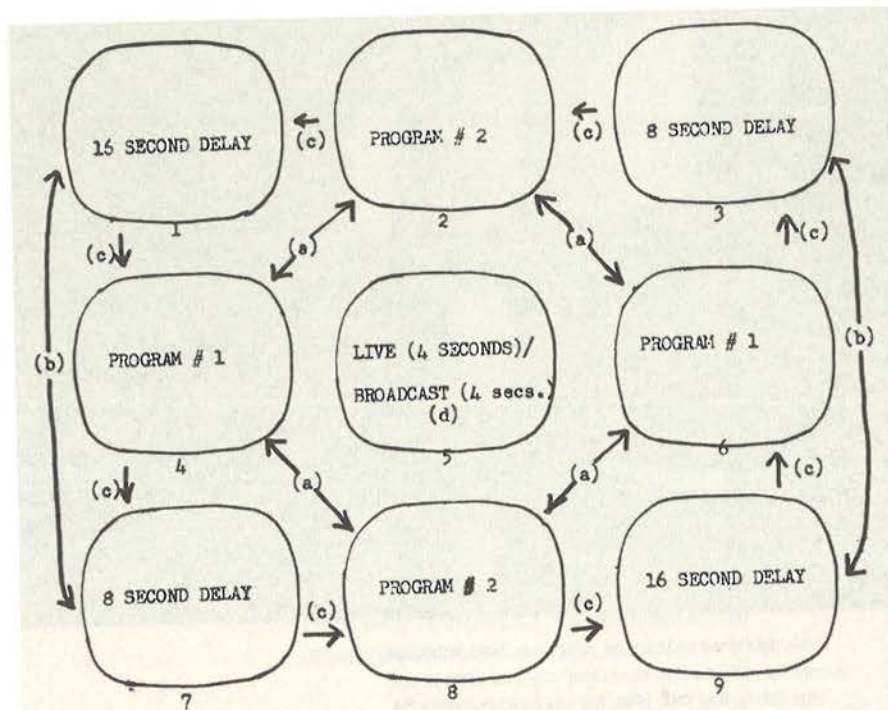 16 SECOND DELAY
(c)
PROGRAM # 2
(c)
8 SECOND DELAY
1
2
3
(c)
(a)
(a)
(c)
(b)
PROGRAM # 1
LIVE (4 SECONDS)/
BROADCAST (4 secs.)
(d)
PROGRAM # 1
(b)
4
5
6
(c)
(a)
(a)
(c)
8 SECOND DELAY
(c)
PROGRAM # 2
(c)
16 SECOND DELAY
7
8
9